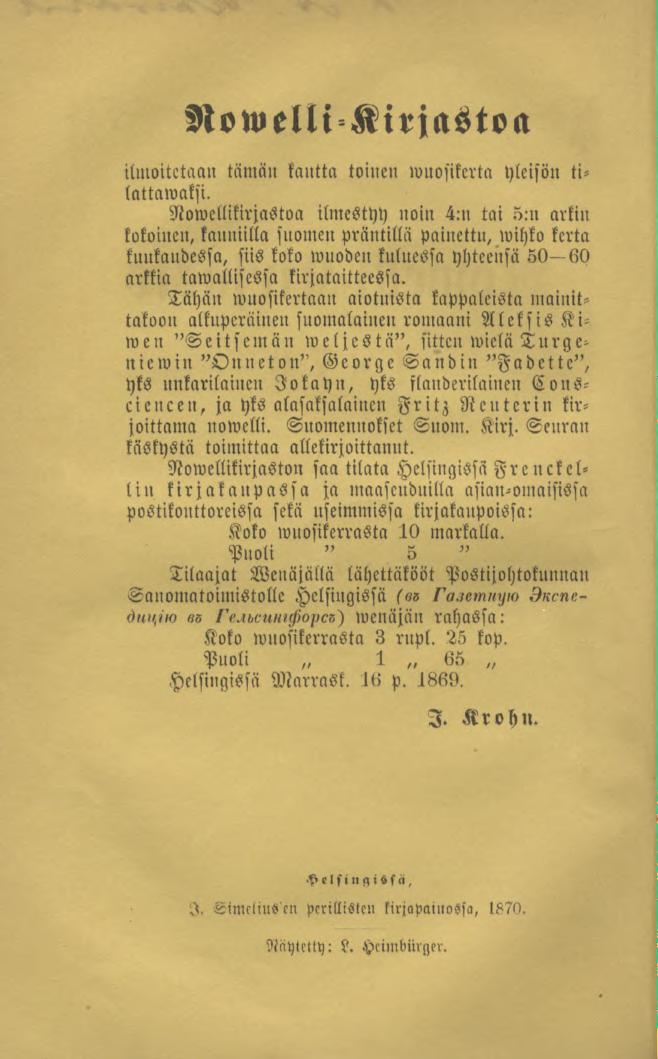 Nowelli-Kirjastoa
ilmoitetaan tämän kautta toinen wuosikerta yleisön ti-
lattawaksi.
Nowellikirjastoa ilmestyy noin 4:n tai 5:n arkin
kokoinen, kauniilla suomen präntillä painettu, wihko kerta
kuukaudessa, siis koko wuoden kuluessa yhteensä 50—60
arkkia tawallisessa kirjataitteessa.
Tähän wuosikertaan aiotuista kappaleista mainit-
takoon alkuperäinen suomalainen romaani Aleksis Ki-
wen "Seitsemän weljestä", sitten wielä Turge-
niewin "Onneton", George Sandin "Fadette",
yks unkarilainen Jokayn, yks flanderilainen Cons-
ciencen, ja yks alasaksalainen Fritz Reuterin kir-
joittama nowelli. Suomennokset Suom. Kirj. Seuran
käskystä toimittaa allekirjoittanut.
Nowellikirjaston saa tilata Helsingissä Frenckel-
lin kirjakaupassa ja maaseuduilla asian-omaisissa
postikonttoreissa sekä useimmissa kirjakaupoissa:
Koko wuosikerrasta 10 markalla.
Puoli " 5 "
Tilaajat Wenäjällä lähettäkööt Postijohtokunnan
Sanomatoimistolle Helsingissä (въ Газетную Экспе-
дицію въ Гельсингфорсъ) wenäjän rahassa:
Koko wuosikerrasta 3 rupl. 25 kop.
Puoli „ 1 „ 65 „
Helsingissä Marrask. 16 p. 1869.
J. Krohn.
Helsingissä,
J. Simelius'en perillisten kirjapainossa, 1870.
Näytetty: L. Heimbürger.